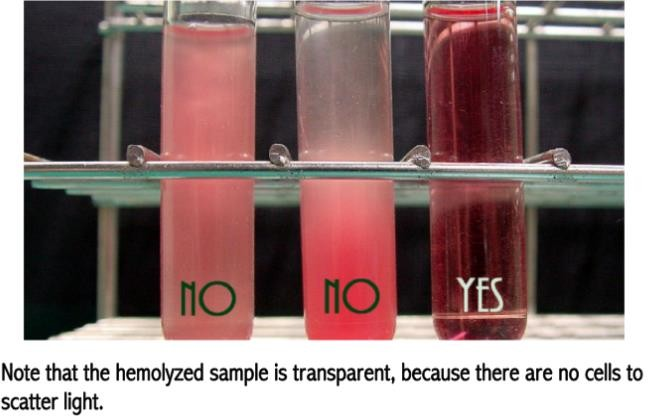 NO NO YES
Note that the hemolyzed sample is transparent, because there are no cells to
scatter light.